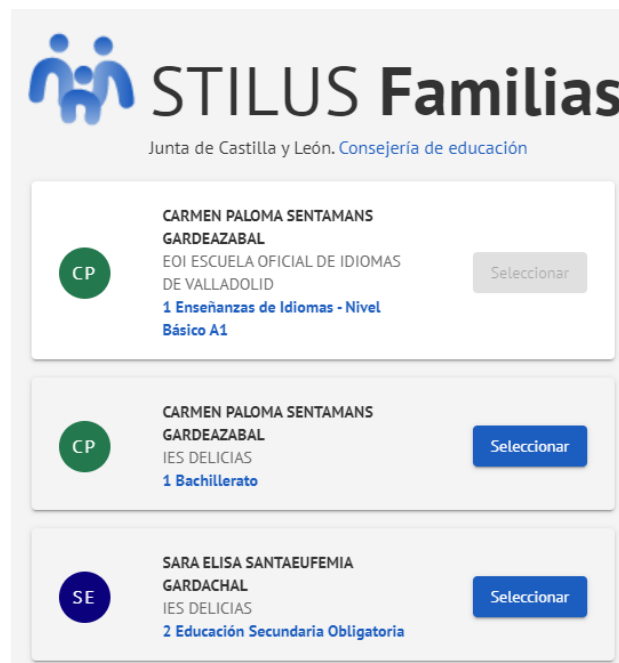 STILUS Familias
Junta de Castilla y León. Consejería de educación
CARMEN PALOMA SENTAMANS
GARDEAZABAL
CP
EOI ESCUELA OFICIAL DE IDIOMAS
DE VALLADOLID
Seleccionar
1 Enseñanzas de Idiomas - Nivel
Básico A1
CARMEN PALOMA SENTAMANS
GARDEAZABAL
CP
Seleccionar
IES DELICIAS
1 Bachillerato
SARA ELISA SANTAEUFEMIA
GARDACHAL
SE
Seleccionar
IES DELICIAS
2 Educación Secundaria Obligatoria